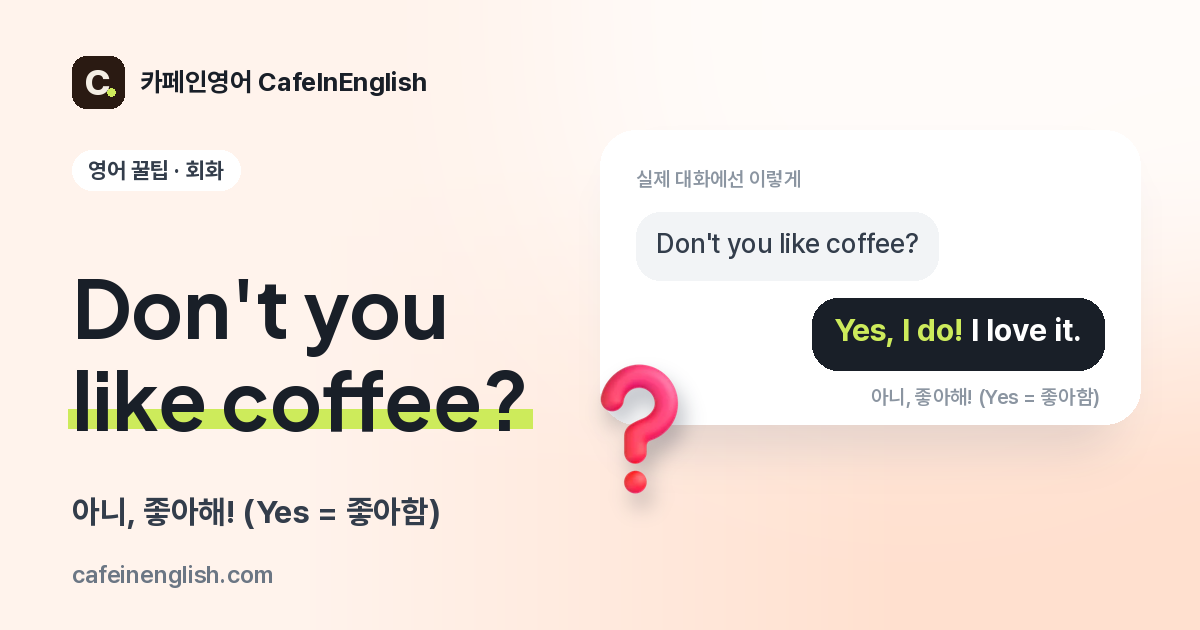 C.
카페인영어 CafeInEnglish
영어 꿀팁 · 회화
Don't you
like coffee?
아니, 좋아해! (Yes = 좋아함)
cafeinenglish.com
실제 대화에선 이렇게
Don't you like coffee?
Yes, I do! I love it.
아니, 좋아해! (Yes = 좋아함)